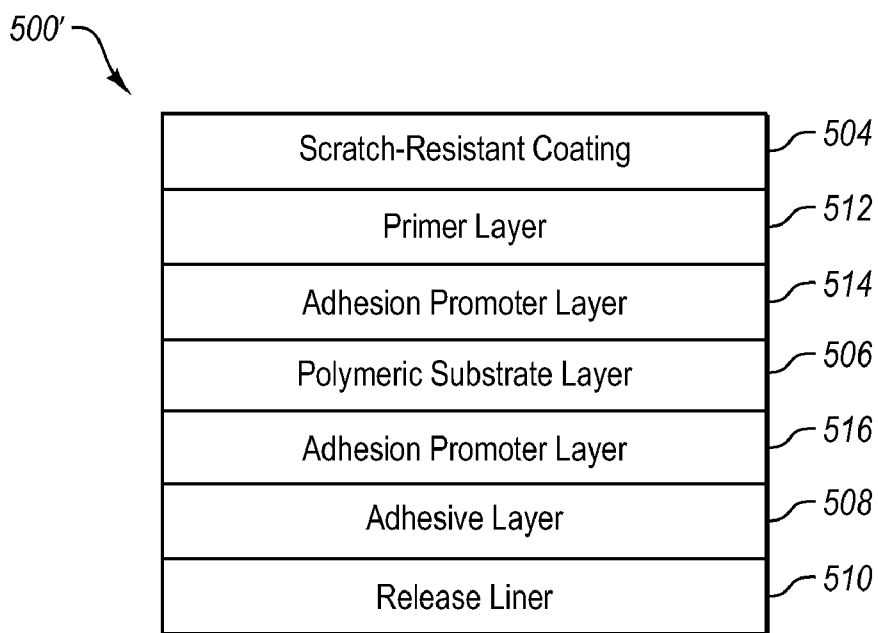 500'
Scratch-Resistant Coating 504
Primer Layer 512
Adhesion Promoter Layer 514
Polymeric Substrate Layer 506
Adhesion Promoter Layer 516
Adhesive Layer 508
Release Liner 510